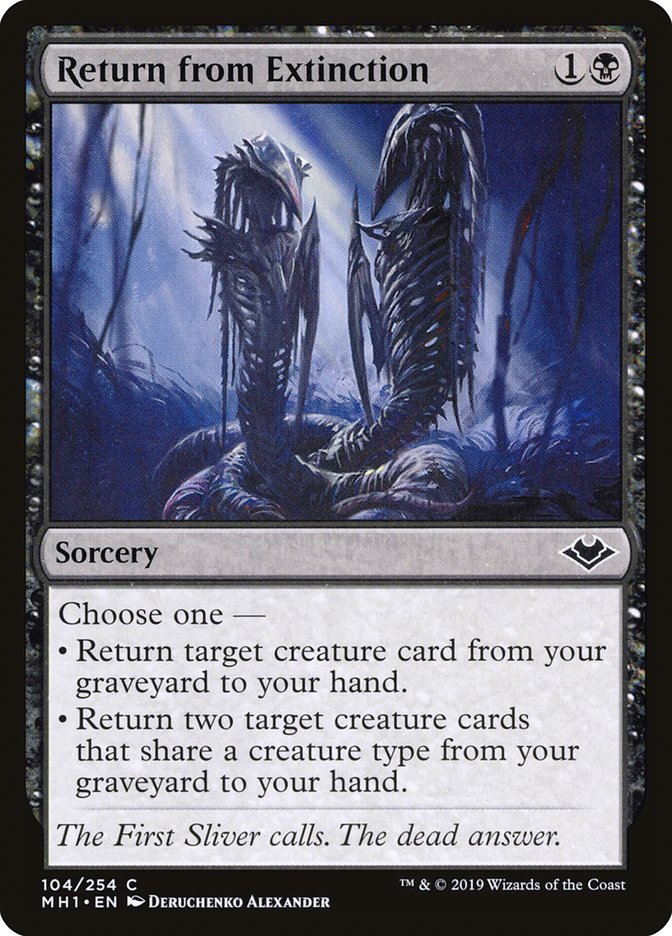 Return from Extinction 1
Sorcery
Choose one —
• Return target creature card from your
graveyard to your hand.
• Return two target creature cards
that share a creature type from your
graveyard to your hand.
The First Sliver calls. The dead answer.
104/254 C
MH1 • EN Deruchenko Alexander
™ & © 2019 Wizards of the Coast